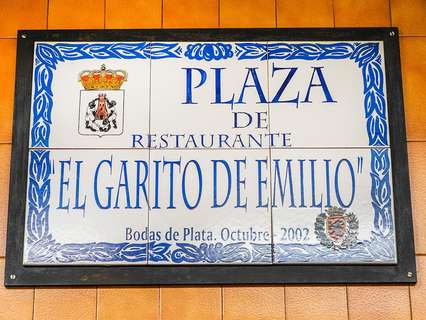 PLAZA
DE
RESTAURANTE
"EL GARITO DE EMILIO"
Bodas de Plata. Octubre - 2002